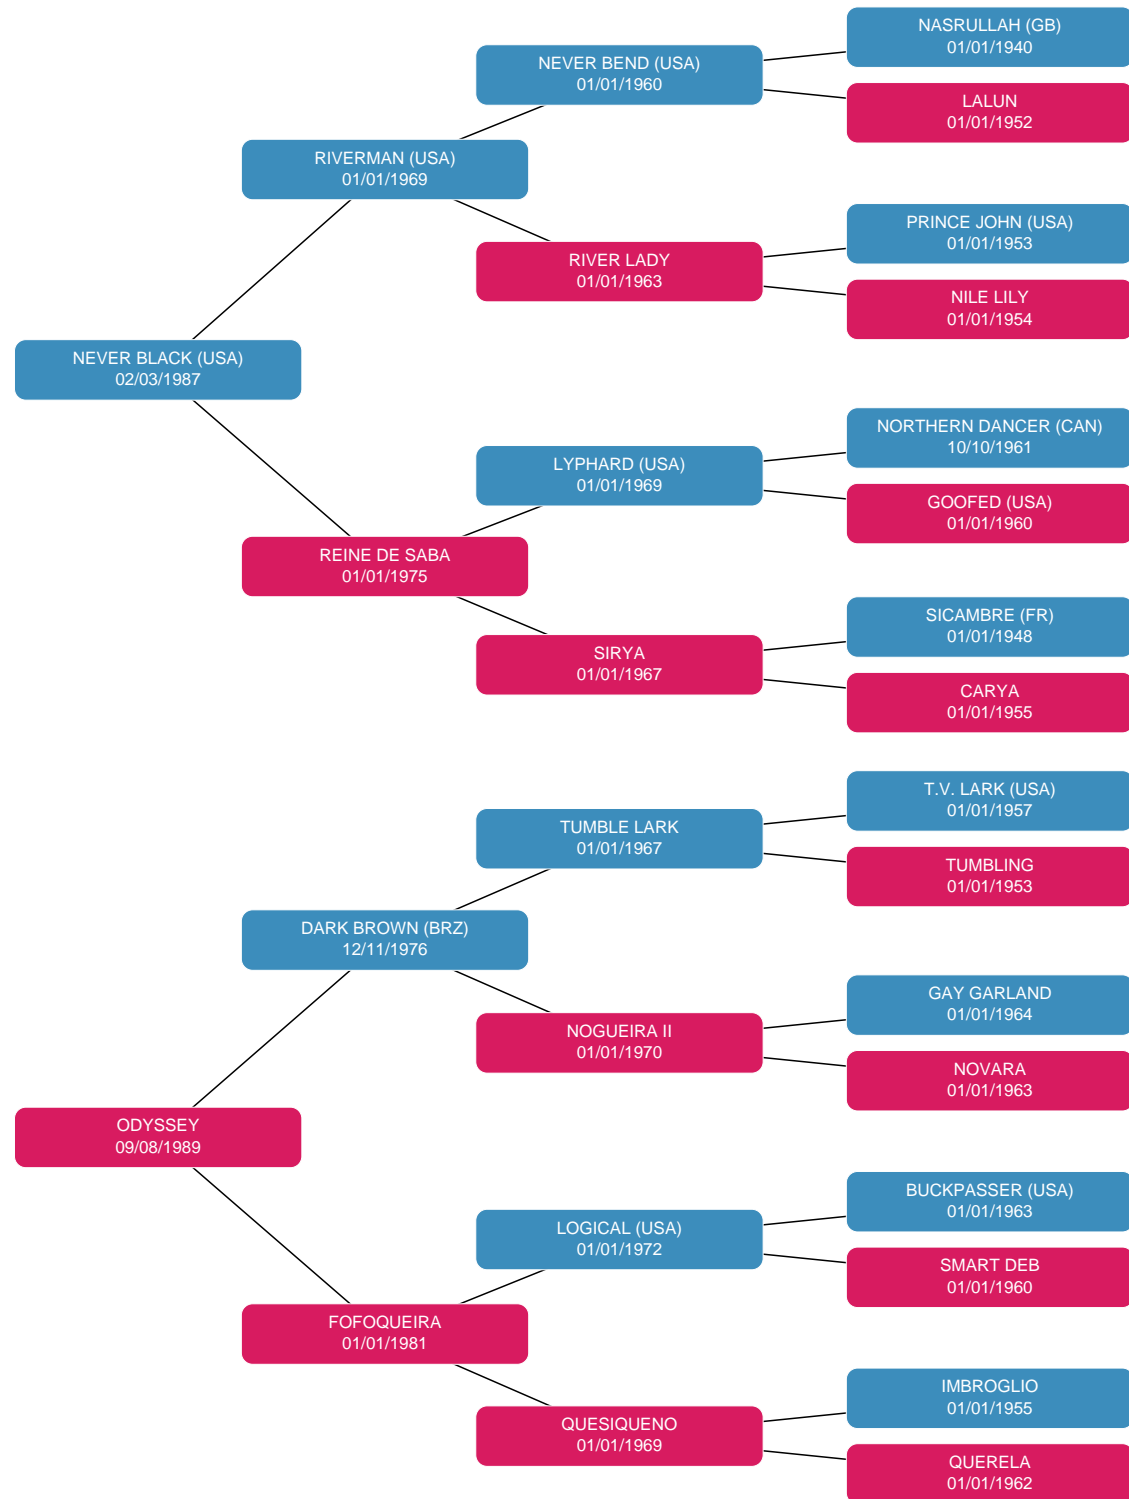 NASRULLAH (GB)
01/01/1940
NEVER BEND (USA)
01/01/1960
LALUN
01/01/1952
RIVERMAN (USA)
01/01/1969
PRINCE JOHN (USA)
01/01/1953
RIVER LADY
01/01/1963
NILE LILY
01/01/1954
NEVER BLACK (USA)
02/03/1987
NORTHERN DANCER (CAN)
10/10/1961
LYPHARD (USA)
01/01/1969
GOOFED (USA)
01/01/1960
REINE DE SABA
01/01/1975
SICAMBRE (FR)
01/01/1948
SIRYA
01/01/1967
CARYA
01/01/1955
T.V. LARK (USA)
01/01/1957
TUMBLE LARK
01/01/1967
TUMBLING
01/01/1953
DARK BROWN (BRZ)
12/11/1976
GAY GARLAND
01/01/1964
NOGUEIRA II
01/01/1970
NOVARA
01/01/1963
ODYSSEY
09/08/1989
BUCKPASSER (USA)
01/01/1963
LOGICAL (USA)
01/01/1972
SMART DEB
01/01/1960
FOFOQUEIRA
01/01/1981
IMBROGLIO
01/01/1955
QUESIQUENO
01/01/1969
QUERELA
01/01/1962